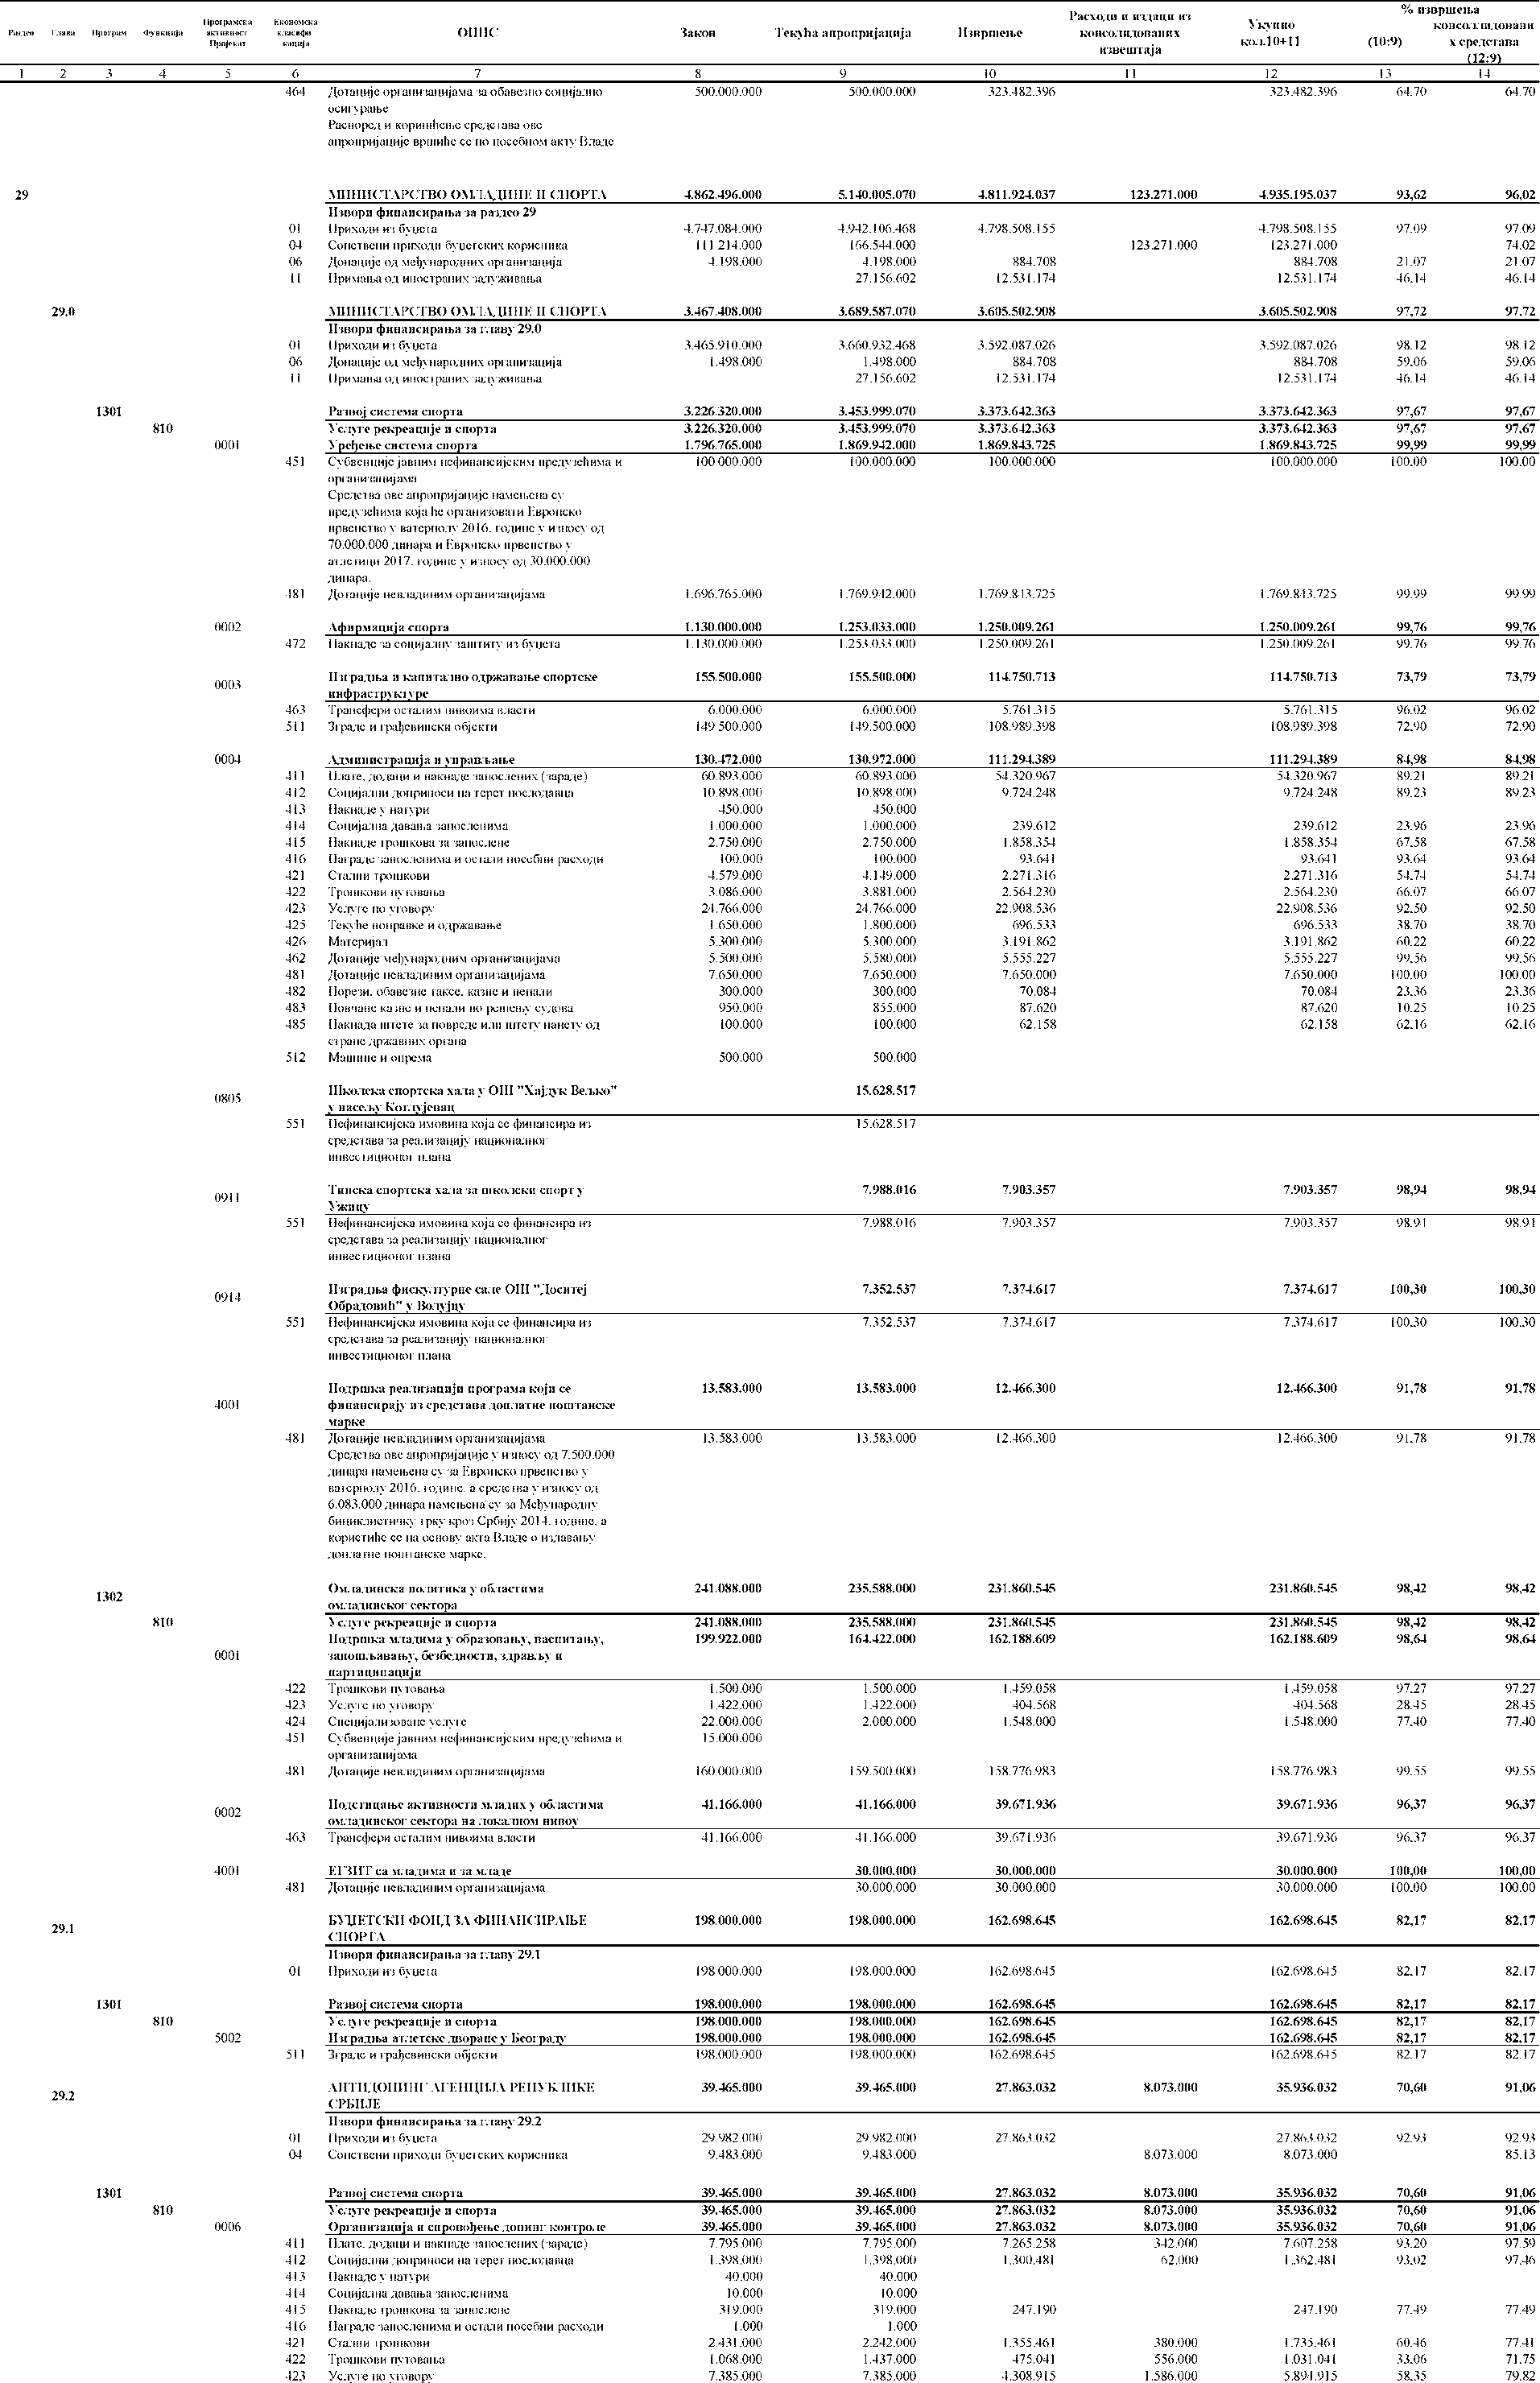 Раздео Глава Програм Функција Програмска активност Пројекат Економска класификација ОПИС Закон Текућа апропријација Извршење Расходи и издаци из консолидованих извештаја Укупно кол.10+11 % извршења (10:9) консолидованих средстава (12:9)
1 2 3 4 5 6 7 8 9 10 11 12 13 14
464 Дотације организацијама за обавезно социјално 500.000.000 500.000.000 323.482.396 323.482.396 64.70 64.70
осигурање
Распоред и коришћење средстава ове
апропријације вршиће се по посебном акту Владе
29 МИНИСТАРСТВО ОМЛАДИНЕ И СПОРТА 4.862.496.000 5.140.005.070 4.811.924.037 123.271.000 4.935.195.037 93,62 96,02
Извори финансирања за раздео 29
01 Приходи из буџета 4.747.084.000 4.942.106.468 4.798.508.155 4.798.508.155 97.09 97.09
04 Сопствени приходи буџетских корисника 111.214.000 166.544.000 123.271.000 123.271.000 74.02
06 Донације од међународних организација 4.198.000 4.198.000 884.708 884.708 21.07 21.07
11 Примања од иностраних задуживања 27.156.602 12.531.174 12.531.174 46.14 46.14
29.0 МИНИСТАРСТВО ОМЛАДИНЕ И СПОРТА 3.467.408.000 3.689.587.070 3.605.502.908 3.605.502.908 97,72 97,72
Извори финансирања за главу 29.0
01 Приходи из буџета 3.465.910.000 3.660.932.468 3.592.087.026 3.592.087.026 98.12 98.12
06 Донације од међународних организација 1.498.000 1.498.000 884.708 884.708 59.06 59.06
11 Примања од иностраних задуживања 27.156.602 12.531.174 12.531.174 46.14 46.14
1301 Развој система спорта 3.226.320.000 3.453.999.070 3.373.642.363 3.373.642.363 97,67 97,67
810 Услуге рекреације и спорта 3.226.320.000 3.453.999.070 3.373.642.363 3.373.642.363 97,67 97,67
0001 Уређење система спорта 1.796.765.000 1.869.942.000 1.869.843.725 1.869.843.725 99,99 99,99
451 Субвенције јавним нефинансијским предузећима и 100.000.000 100.000.000 100.000.000 100.000.000 100.00 100.00
организацијама
Средства ове апропријације намењена су
предузећима која ће организовати Европско
првенство у ватерполу 2016. године у износу од
70.000.000 динара и Европско првенство у
атлетици 2017. године у износу од 30.000.000
динара.
481 Дотације невладиним организацијама 1.696.765.000 1.769.942.000 1.769.843.725 1.769.843.725 99.99 99.99
0002 Афирмација спорта 1.130.000.000 1.253.033.000 1.250.009.261 1.250.009.261 99,76 99,76
472 Накнаде за социјалну заштиту из буџета 1.130.000.000 1.253.033.000 1.250.009.261 1.250.009.261 99.76 99.76
0003 Изградња и капитално одржавање спортске 155.500.000 155.500.000 114.750.713 114.750.713 73,79 73,79
инфраструктуре
463 Трансфери осталим нивоима власти 6.000.000 6.000.000 5.761.315 5.761.315 96.02 96.02
511 Зграде и грађевински објекти 149.500.000 149.500.000 108.989.398 108.989.398 72.90 72.90
0004 Администрација и управљање 130.472.000 130.972.000 111.294.389 111.294.389 84,98 84,98
411 Плате, додаци и накнаде запослених (зараде) 60.893.000 60.893.000 54.320.967 54.320.967 89.21 89.21
412 Социјални доприноси на терет послодавца 10.898.000 10.898.000 9.724.248 9.724.248 89.23 89.23
413 Накнаде у натури 450.000 450.000
414 Социјална давања запосленима 1.000.000 1.000.000 239.612 239.612 23.96 23.96
415 Накнаде трошкова за запослене 2.750.000 2.750.000 1.858.354 1.858.354 67.58 67.58
416 Награде запосленима и остали посебни расходи 100.000 100.000 93.641 93.641 93.64 93.64
421 Стални трошкови 4.579.000 4.149.000 2.271.316 2.271.316 54.74 54.74
422 Трошкови путовања 3.086.000 3.881.000 2.564.230 2.564.230 66.07 66.07
423 Услуге по уговору 24.766.000 24.766.000 22.908.536 22.908.536 92.50 92.50
425 Текуће поправке и одржавање 1.650.000 1.800.000 696.533 696.533 38.70 38.70
426 Материјал 5.300.000 5.300.000 3.191.862 3.191.862 60.22 60.22
462 Дотације међународним организацијама 5.500.000 5.580.000 5.555.227 5.555.227 99.56 99.56
481 Дотације невладиним организацијама 7.650.000 7.650.000 7.650.000 7.650.000 100.00 100.00
482 Порези, обавезне таксе, казне и пенали 300.000 300.000 70.084 70.084 23.36 23.36
483 Новчане казне и пенали по решењу судова 950.000 855.000 87.620 87.620 10.25 10.25
485 Накнада штете за повреде или штету нанету од 100.000 100.000 62.158 62.158 62.16 62.16
стране државних органа
512 Машине и опрема 500.000 500.000
0805 Школска спортска хала у ОШ "Хајдук Вељко" 15.628.517
у насељу Коглујевац
551 Нефинансијска имовина која се финансира из 15.628.517
средстава за реализацију националног
инвестиционог плана
0911 Типска спортска хала за школски спорт у 7.988.016 7.903.357 7.903.357 98,94 98,94
Ужицу
551 Нефинансијска имовина која се финансира из 7.988.016 7.903.357 7.903.357 98.94 98.94
средстава за реализацију националног
инвестиционог плана
0914 Изградња фискултурне сале ОШ "Доситеј 7.352.537 7.374.617 7.374.617 100,30 100,30
Обрадовић" у Волујцу
551 Нефинансијска имовина која се финансира из 7.352.537 7.374.617 7.374.617 100.30 100.30
средстава за реализацију националног
инвестиционог плана
4001 Подршка реализацији програма који се 13.583.000 13.583.000 12.466.300 12.466.300 91,78 91,78
финансирају из средстава доплатне поштанске
марке
481 Дотације невладиним организацијама 13.583.000 13.583.000 12.466.300 12.466.300 91.78 91.78
Средства ове апропријације у износу од 7.500.000
динара намењена су за Европско првенство у
ватерполу 2016. године, а средства у износу од
6.083.000 динара намењена су за Међународну
бициклистичку трку кроз Србију 2014. године, а
користиће се на основу акта Владе о издавању
доплатне поштанске марке.
1302 Омладинска политика у областима 241.088.000 235.588.000 231.860.545 231.860.545 98,42 98,42
омладинског сектора
810 Услуге рекреације и спорта 241.088.000 235.588.000 231.860.545 231.860.545 98,42 98,42
0001 Подршка младима у образовању, васпитању, 199.922.000 164.422.000 162.188.609 162.188.609 98,64 98,64
запошљавању, безбедности, здрављу и
партиципацији
422 Трошкови путовања 1.500.000 1.500.000 1.459.058 1.459.058 97.27 97.27
423 Услуге по уговору 1.422.000 1.422.000 404.568 404.568 28.45 28.45
424 Специјализоване услуге 22.000.000 2.000.000 1.548.000 1.548.000 77.40 77.40
451 Субвенције јавним нефинансијским предузећима и 15.000.000
организацијама
481 Дотације невладиним организацијама 160.000.000 159.500.000 158.776.983 158.776.983 99.55 99.55
0002 Подстицање активности младих у областима 41.166.000 41.166.000 39.671.936 39.671.936 96,37 96,37
омладинског сектора на локалном нивоу
463 Трансфери осталим нивоима власти 41.166.000 41.166.000 39.671.936 39.671.936 96.37 96.37
4001 ЕГЗИТ са младима и за младе 30.000.000 30.000.000 30.000.000 100,00 100,00
481 Дотације невладиним организацијама 30.000.000 30.000.000 30.000.000 100.00 100.00
29.1 БУЏЕТСКИ ФОНД ЗА ФИНАНСИРАЊЕ 198.000.000 198.000.000 162.698.645 162.698.645 82,17 82,17
СПОРТА
Извори финансирања за главу 29.1
01 Приходи из буџета 198.000.000 198.000.000 162.698.645 162.698.645 82.17 82.17
1301 Развој система спорта 198.000.000 198.000.000 162.698.645 162.698.645 82,17 82,17
810 Услуге рекреације и спорта 198.000.000 198.000.000 162.698.645 162.698.645 82,17 82,17
5002 Изградња атлетске дворане у Београду 198.000.000 198.000.000 162.698.645 162.698.645 82,17 82,17
511 Зграде и грађевински објекти 198.000.000 198.000.000 162.698.645 162.698.645 82.17 82.17
29.2 АНТИДОПИНГ АГЕНЦИЈА РЕПУБЛИКЕ 39.465.000 39.465.000 27.863.032 8.073.000 35.936.032 70,60 91,06
СРБИЈЕ
Извори финансирања за главу 29.2
01 Приходи из буџета 29.982.000 29.982.000 27.863.032 27.863.032 92.93 92.93
04 Сопствени приходи буџетских корисника 9.483.000 9.483.000 8.073.000 8.073.000 85.13
1301 Развој система спорта 39.465.000 39.465.000 27.863.032 8.073.000 35.936.032 70,60 91,06
810 Услуге рекреације и спорта 39.465.000 39.465.000 27.863.032 8.073.000 35.936.032 70,60 91,06
0006 Организација и спровођење допинг контроле 39.465.000 39.465.000 27.863.032 8.073.000 35.936.032 70,60 91,06
411 Плате, додаци и накнаде запослених (зараде) 7.795.000 7.795.000 7.265.258 342.000 7.607.258 93.20 97.59
412 Социјални доприноси на терет послодавца 1.398.000 1.398.000 1.300.481 62.000 1.362.481 93.02 97.46
413 Накнаде у натури 40.000 40.000
414 Социјална давања запосленима 10.000 10.000
415 Накнаде трошкова за запослене 319.000 319.000 247.190 247.190 77.49 77.49
416 Награде запосленима и остали посебни расходи 1.000 1.000
421 Стални трошкови 2.431.000 2.242.000 1.355.461 380.000 1.735.461 60.46 77.41
422 Трошкови путовања 1.068.000 1.437.000 475.041 556.000 1.031.041 33.06 71.75
423 Услуге по уговору 7.385.000 7.385.000 4.308.915 1.586.000 5.894.915 58.35 79.82